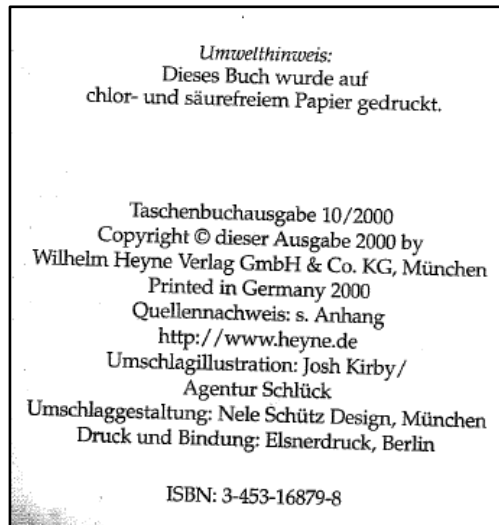 Umwelthinweis:
Dieses Buch wurde auf
chlor- und säurefreiem Papier gedruckt.
Taschenbuchausgabe 10/2000
Copyright © dieser Ausgabe 2000 by
Wilhelm Heyne Verlag GmbH & Co. KG, München
Printed in Germany 2000
Quellennachweis: s. Anhang
http://www.heyne.de
Umschlagillustration: Josh Kirby/
Agentur Schlück
Umschlaggestaltung: Nele Schütz Design, München
Druck und Bindung: Elsnerdruck, Berlin
ISBN: 3-453-16879-8